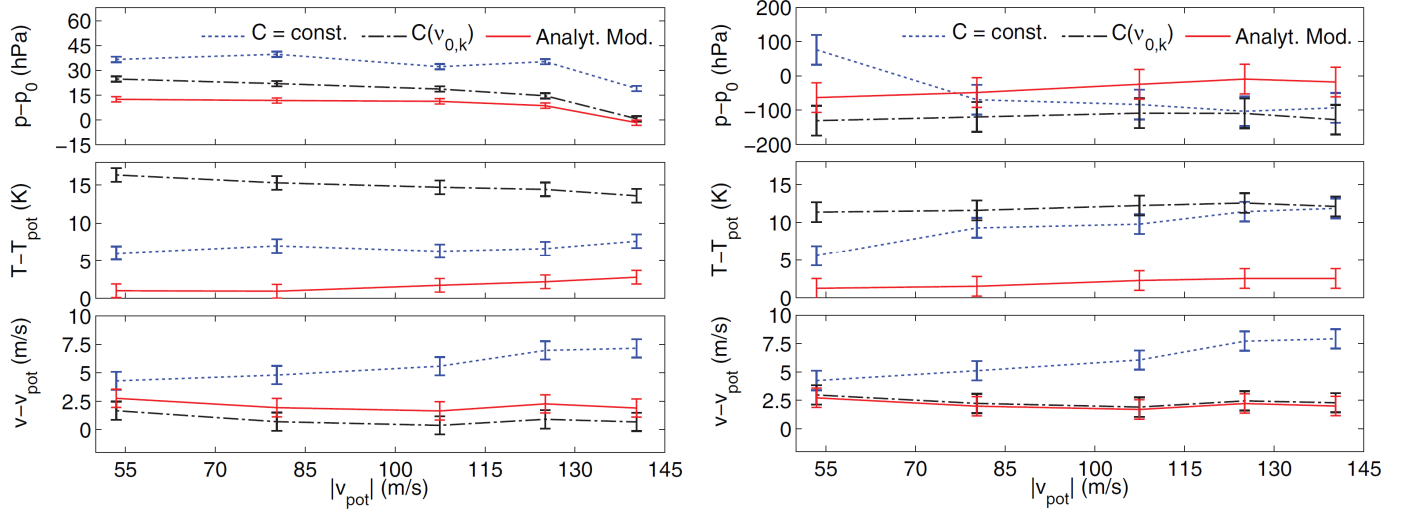 60
45
30
15
0
−15
p−p0 (hPa)
C = const.
C(ν0,k)
Analyt. Mod.
15
10
5
0
T−Tpot (K)
10
7.5
5
2.5
0
v−vpot (m/s)
55 70 85 100 115 130 145
|vpot| (m/s)
200
100
0
−100
−200
p−p0 (hPa)
C = const.
C(ν0,k)
Analyt. Mod.
15
10
5
0
T−Tpot (K)
10
7.5
5
2.5
0
v−vpot (m/s)
55 70 85 100 115 130 145
|vpot| (m/s)